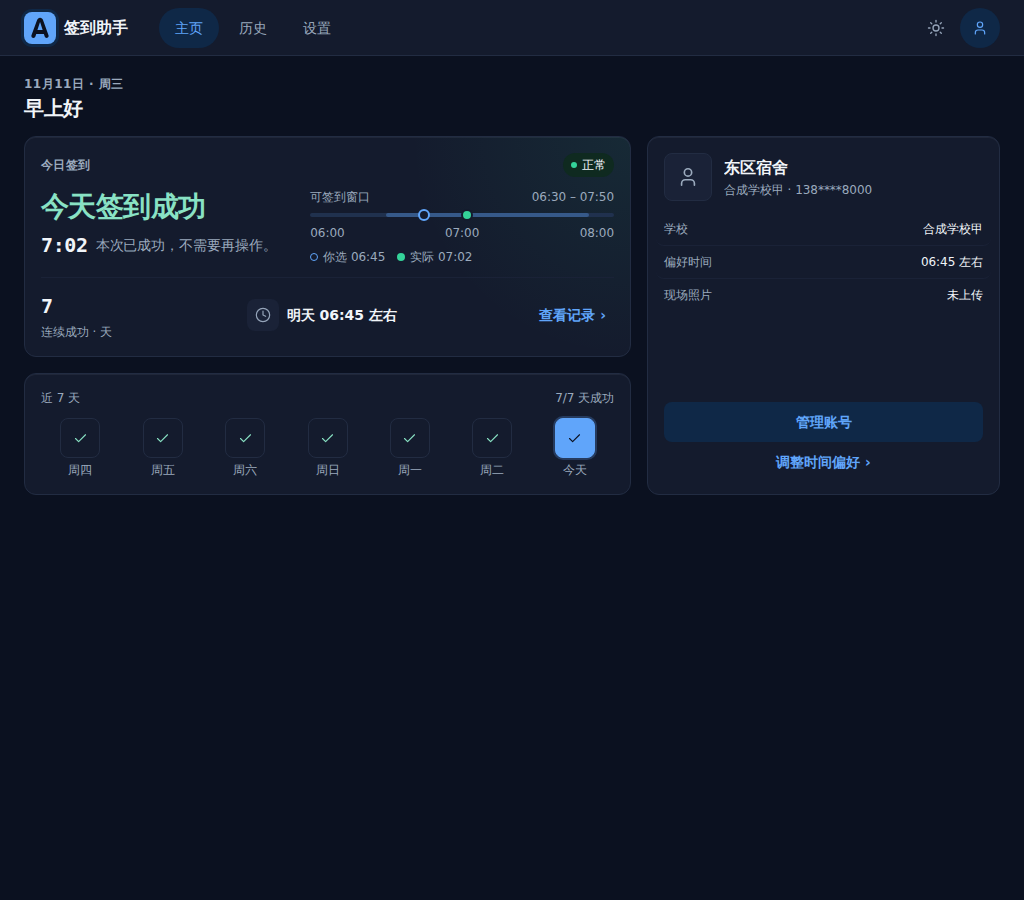 签到助手
主页
历史
设置
11月11日 · 周三
早上好
今日签到
正常
今天签到成功
7:02 本次已成功，不需要再操作。
可签到窗口
06:30 – 07:50
06:00
07:00
08:00
你选 06:45
实际 07:02
7
连续成功 · 天
明天 06:45 左右
查看记录 ›
近 7 天
7/7 天成功
周四
周五
周六
周日
周一
周二
今天
东区宿舍
合成学校甲 · 138****8000
学校
合成学校甲
偏好时间
06:45 左右
现场照片
未上传
管理账号
调整时间偏好 ›